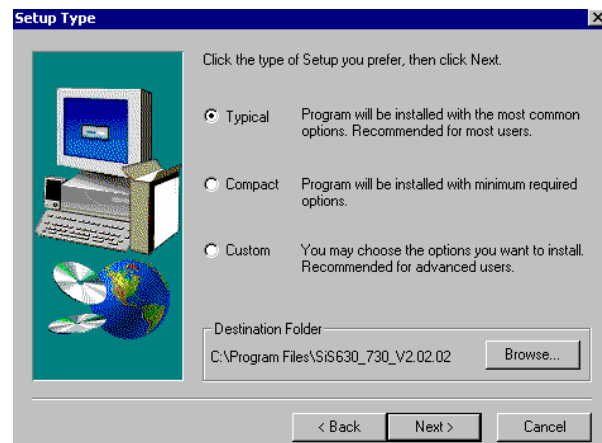 Setup Type
Click the type of Setup you prefer, then click Next.
Typical
Program will be installed with the most common
options. Recommended for most users.
Compact
Program will be installed with minimum required
options.
Custom
You may choose the options you want to install.
Recommended for advanced users.
Destination Folder
C:\Program Files\SiS630_730_V2.02.02
Browse...
< Back
Next >
Cancel